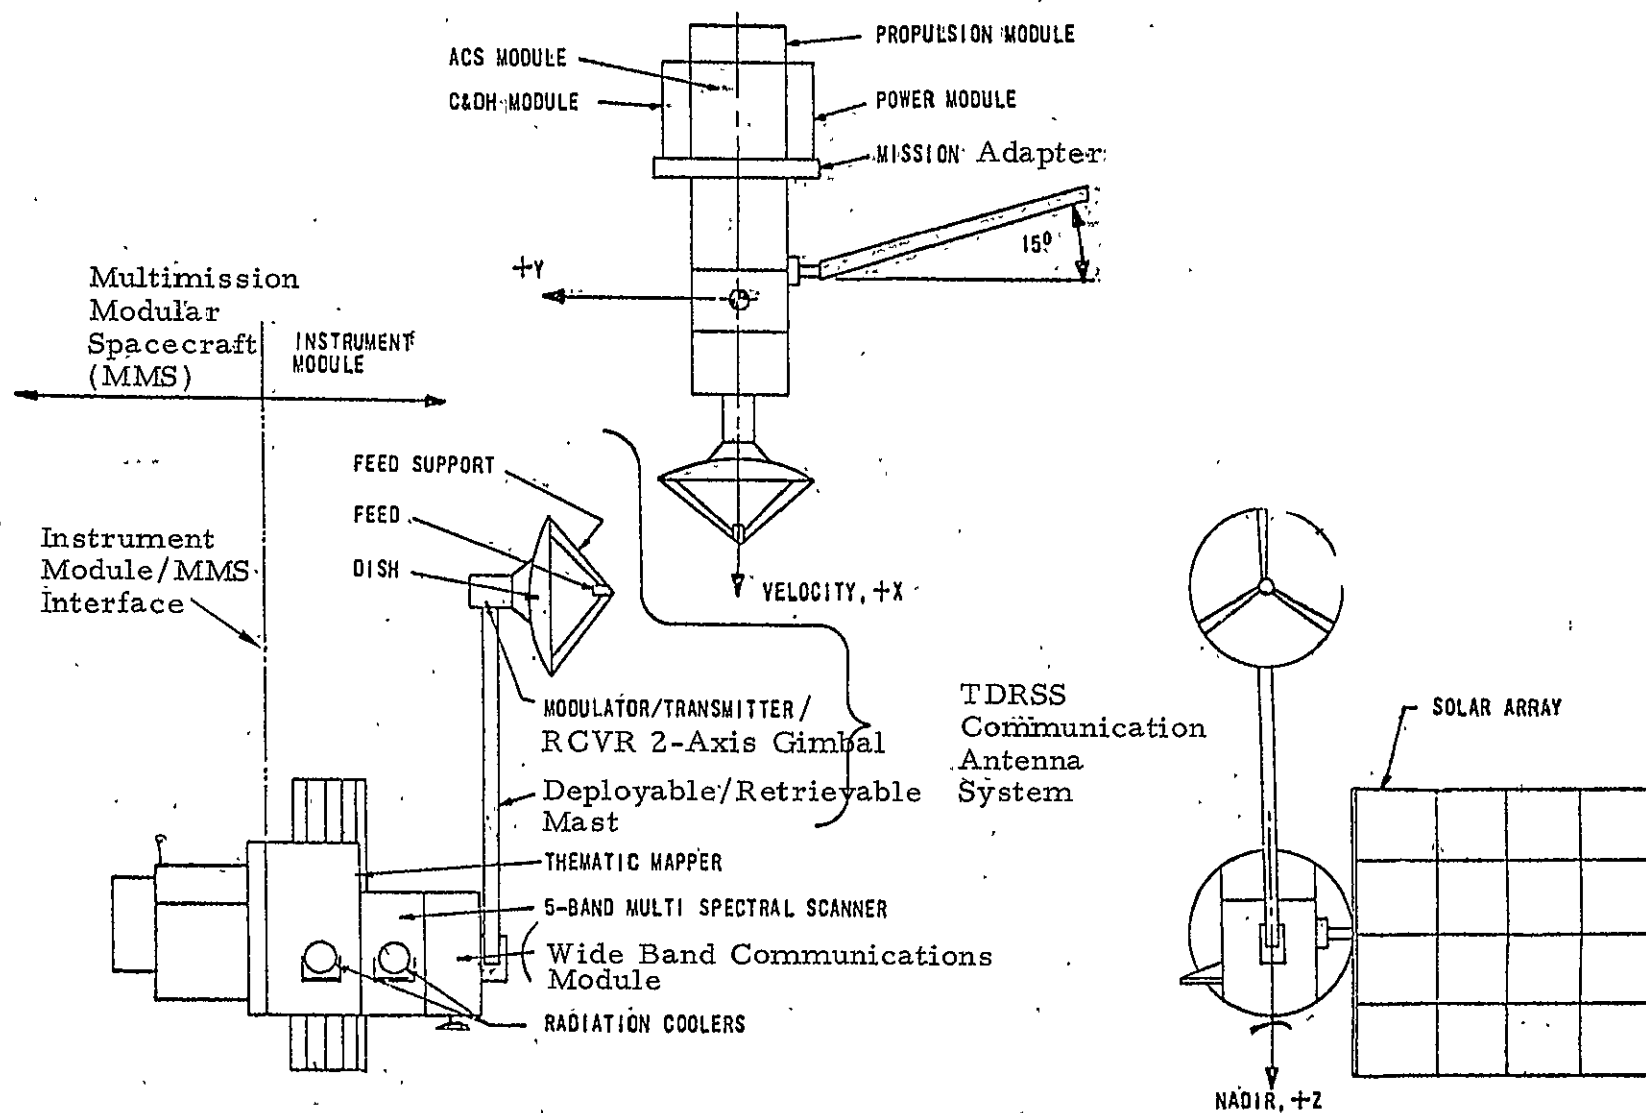 PROPULSION MODULE
ACS MODULE
C&DH MODULE
POWER MODULE
MISSION Adapter
15°
+Y
Multimission
Modular
Spacecraft
(MMS)
INSTRUMENT
MODULE
FEED SUPPORT
FEED
DISH
Instrument
Module/MMS
Interface
VELOCITY, +X
MODULATOR/TRANSMITTER/
RCVR 2-Axis Gimbal
Deployable/Retrievable
Mast
TDRSS
Communication
Antenna
System
SOLAR ARRAY
THEMATIC MAPPER
5-BAND MULTI SPECTRAL SCANNER
Wide Band Communications
Module
RADIATION COOLERS
NADIR, +Z